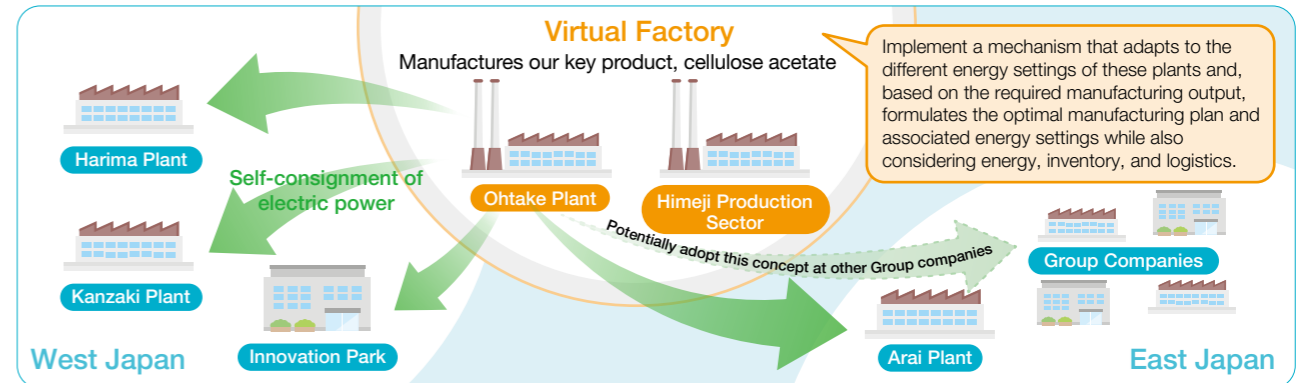 Virtual Factory
Manufactures our key product, cellulose acetate
Implement a mechanism that adapts to the
different energy settings of these plants and,
based on the required manufacturing output,
formulates the optimal manufacturing plan and
associated energy settings while also
considering energy, inventory, and logistics.
Harima Plant
Self-consignment of
electric power
Ohtake Plant
Himeji Production
Sector
Potentially adopt this concept at other Group companies
Group Companies
Kanzaki Plant
Innovation Park
Arai Plant
West Japan
East Japan